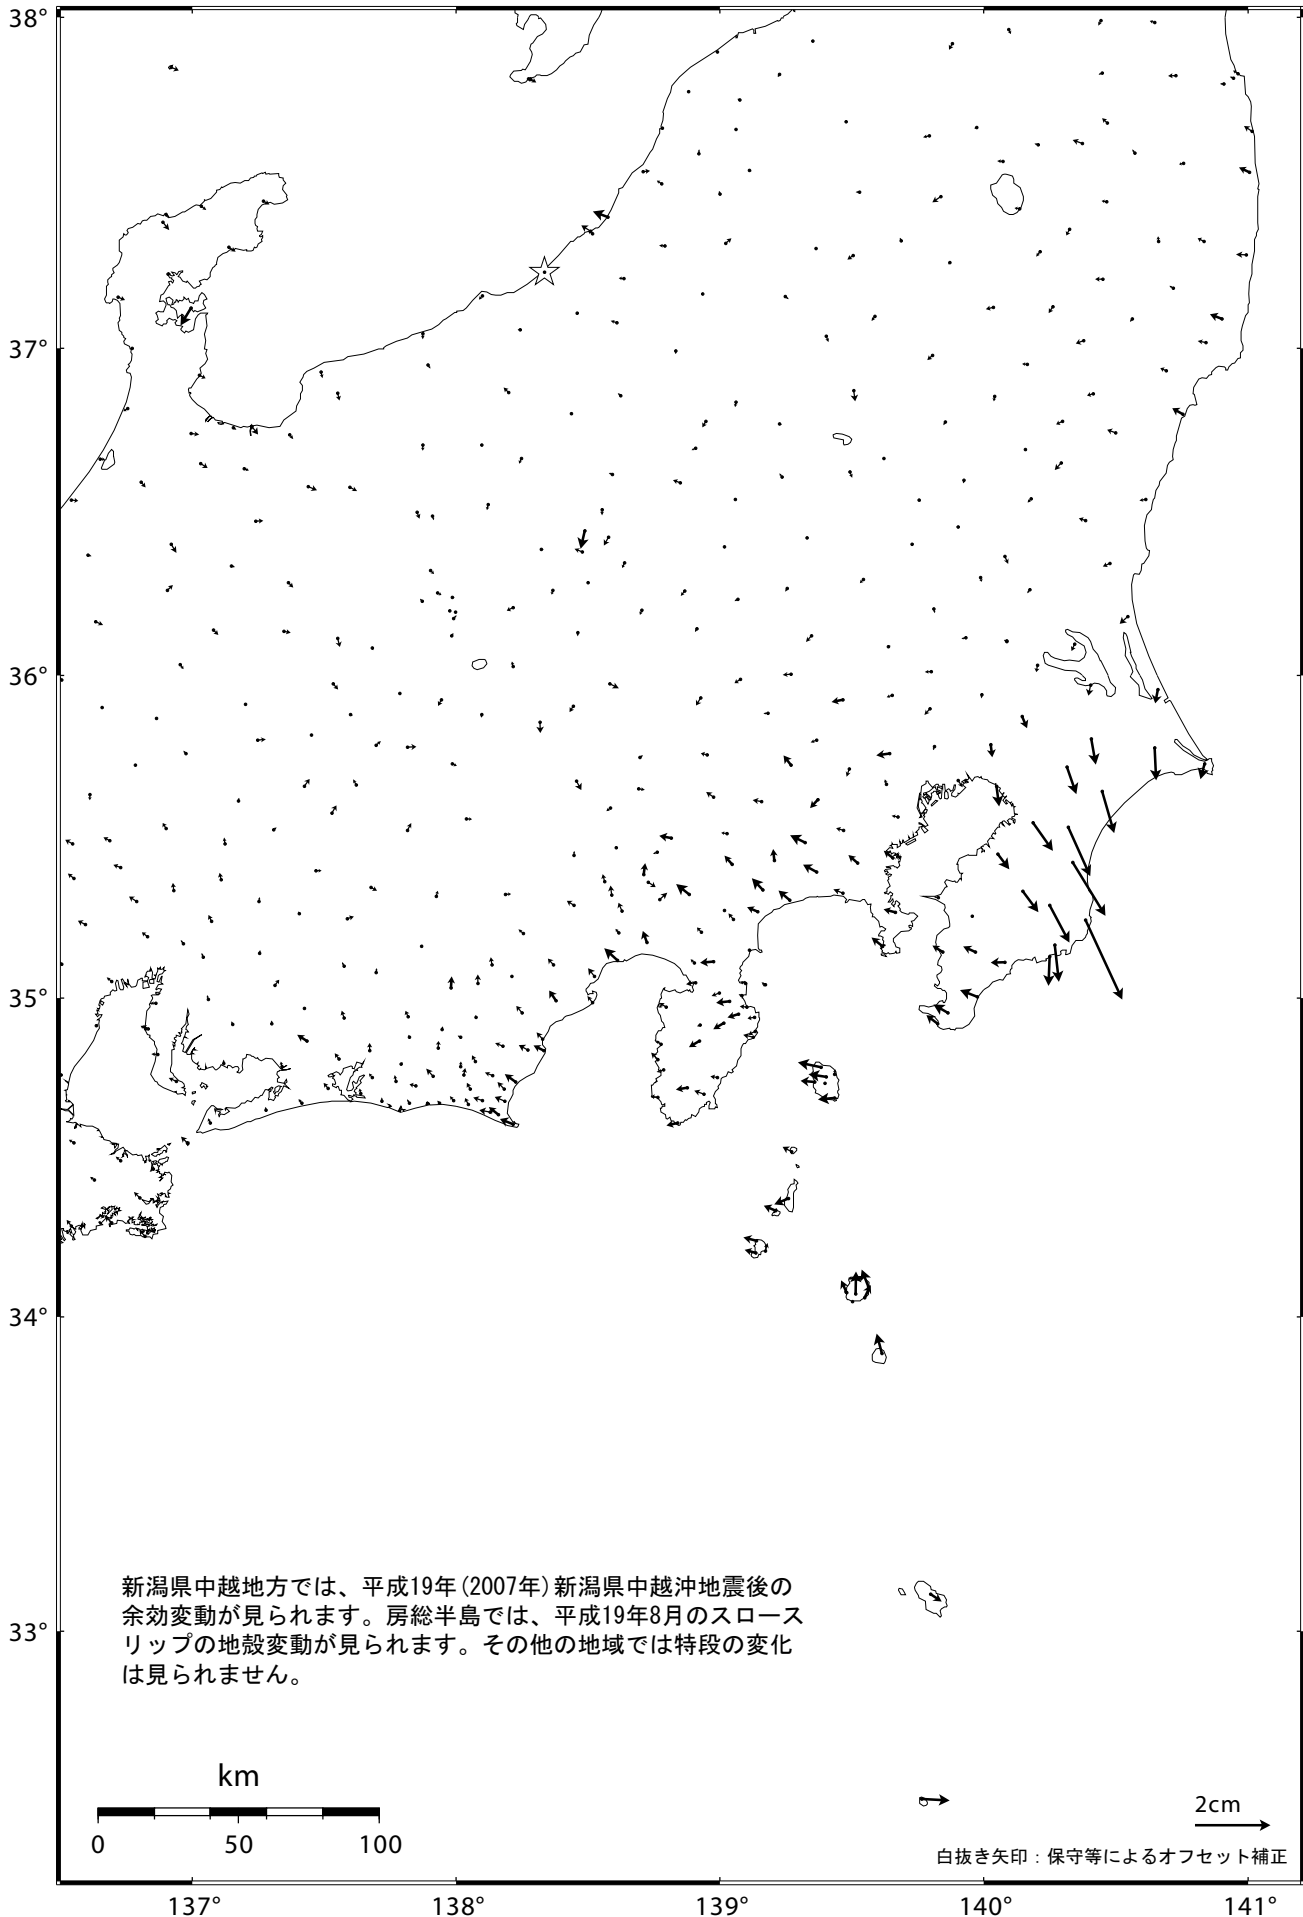 38°
37°
36°
35°
34°
33°
新潟県中越地方では、平成19年(2007年)新潟県中越沖地震後の
余効変動が見られます。房総半島では、平成19年8月のスロース
リップの地殻変動が見られます。その他の地域では特段の変化
は見られません。
km
0 50 100
2cm
白抜き矢印：保守等によるオフセット補正
137° 138° 139° 140° 141°